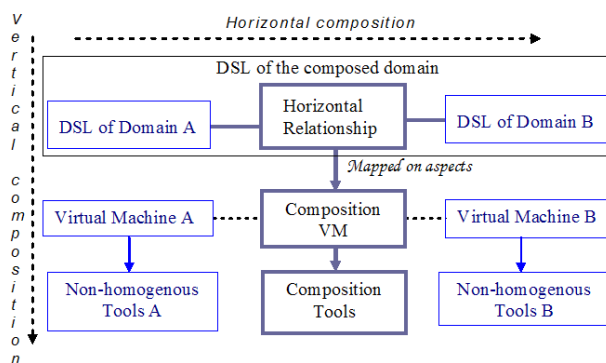 Horizontal composition
Vertical composition
DSL of the composed domain
DSL of Domain A
Horizontal
Relationship
DSL of Domain B
Mapped on aspects
Virtual Machine A
Composition
VM
Virtual Machine B
Non-homogenous
Tools A
Composition
Tools
Non-homogenous
Tools B